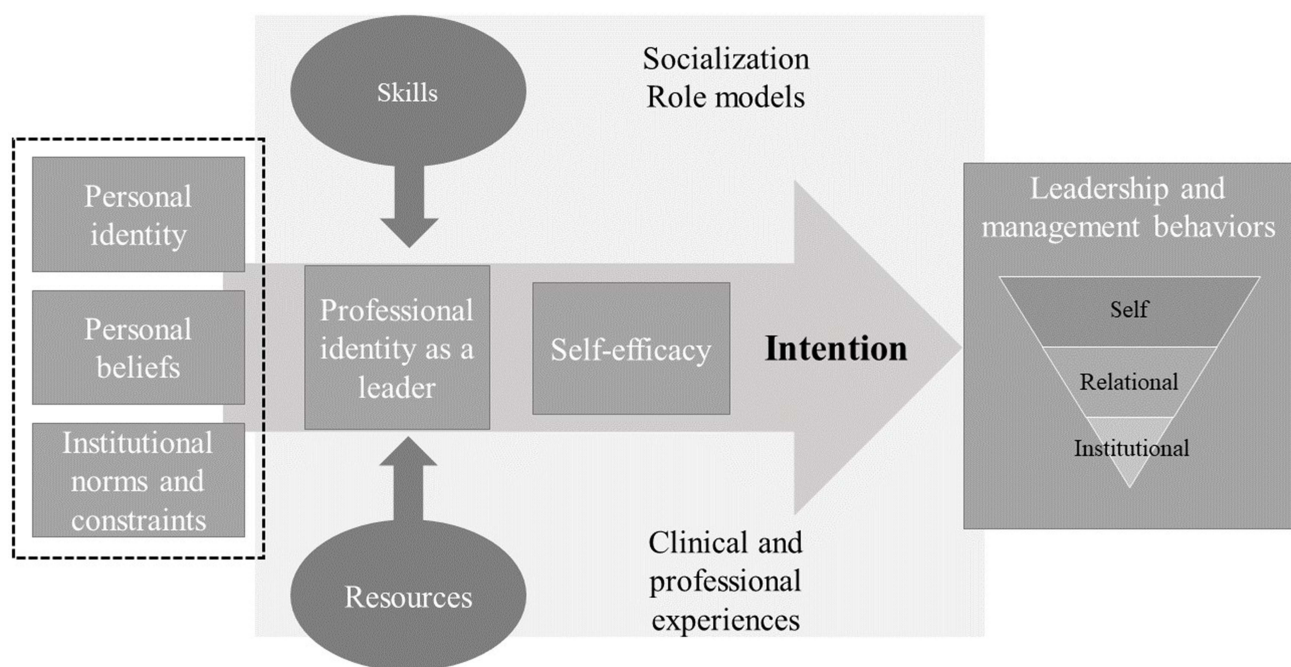 Skills
Socialization
Role models
Personal
identity
Personal
beliefs
Institutional
norms and
constraints
Professional
identity as a
leader
Self-efficacy
Intention
Resources
Clinical and
professional
experiences
Leadership and
management behaviors
Self
Relational
Institutional